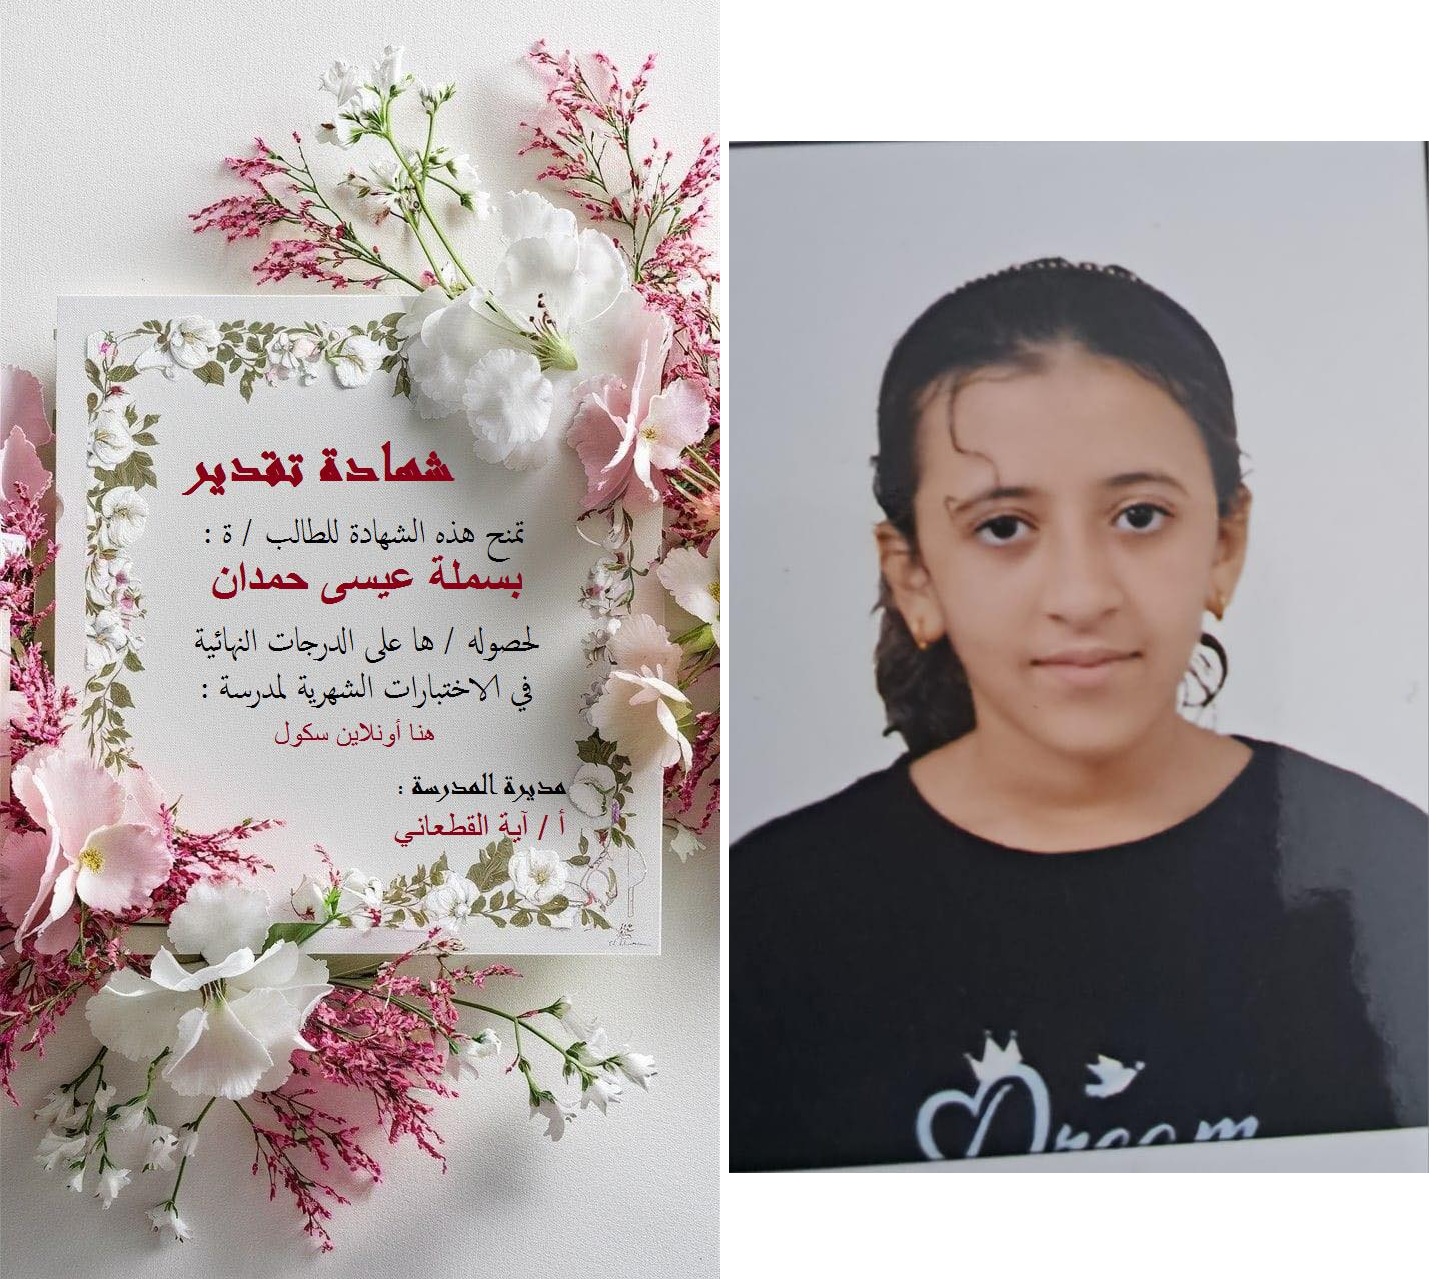 شهادة تقدير
تمنح هذه الشهادة للطالب / ة :
بسملة عيسى حمدان
لحصوله / ها على الدرجات النهائية
في الاختبارات الشهرية لمدرسة :
هنا أونلاين سكول
مديرة المدرسة :
أ / آية القطعاني
Dream